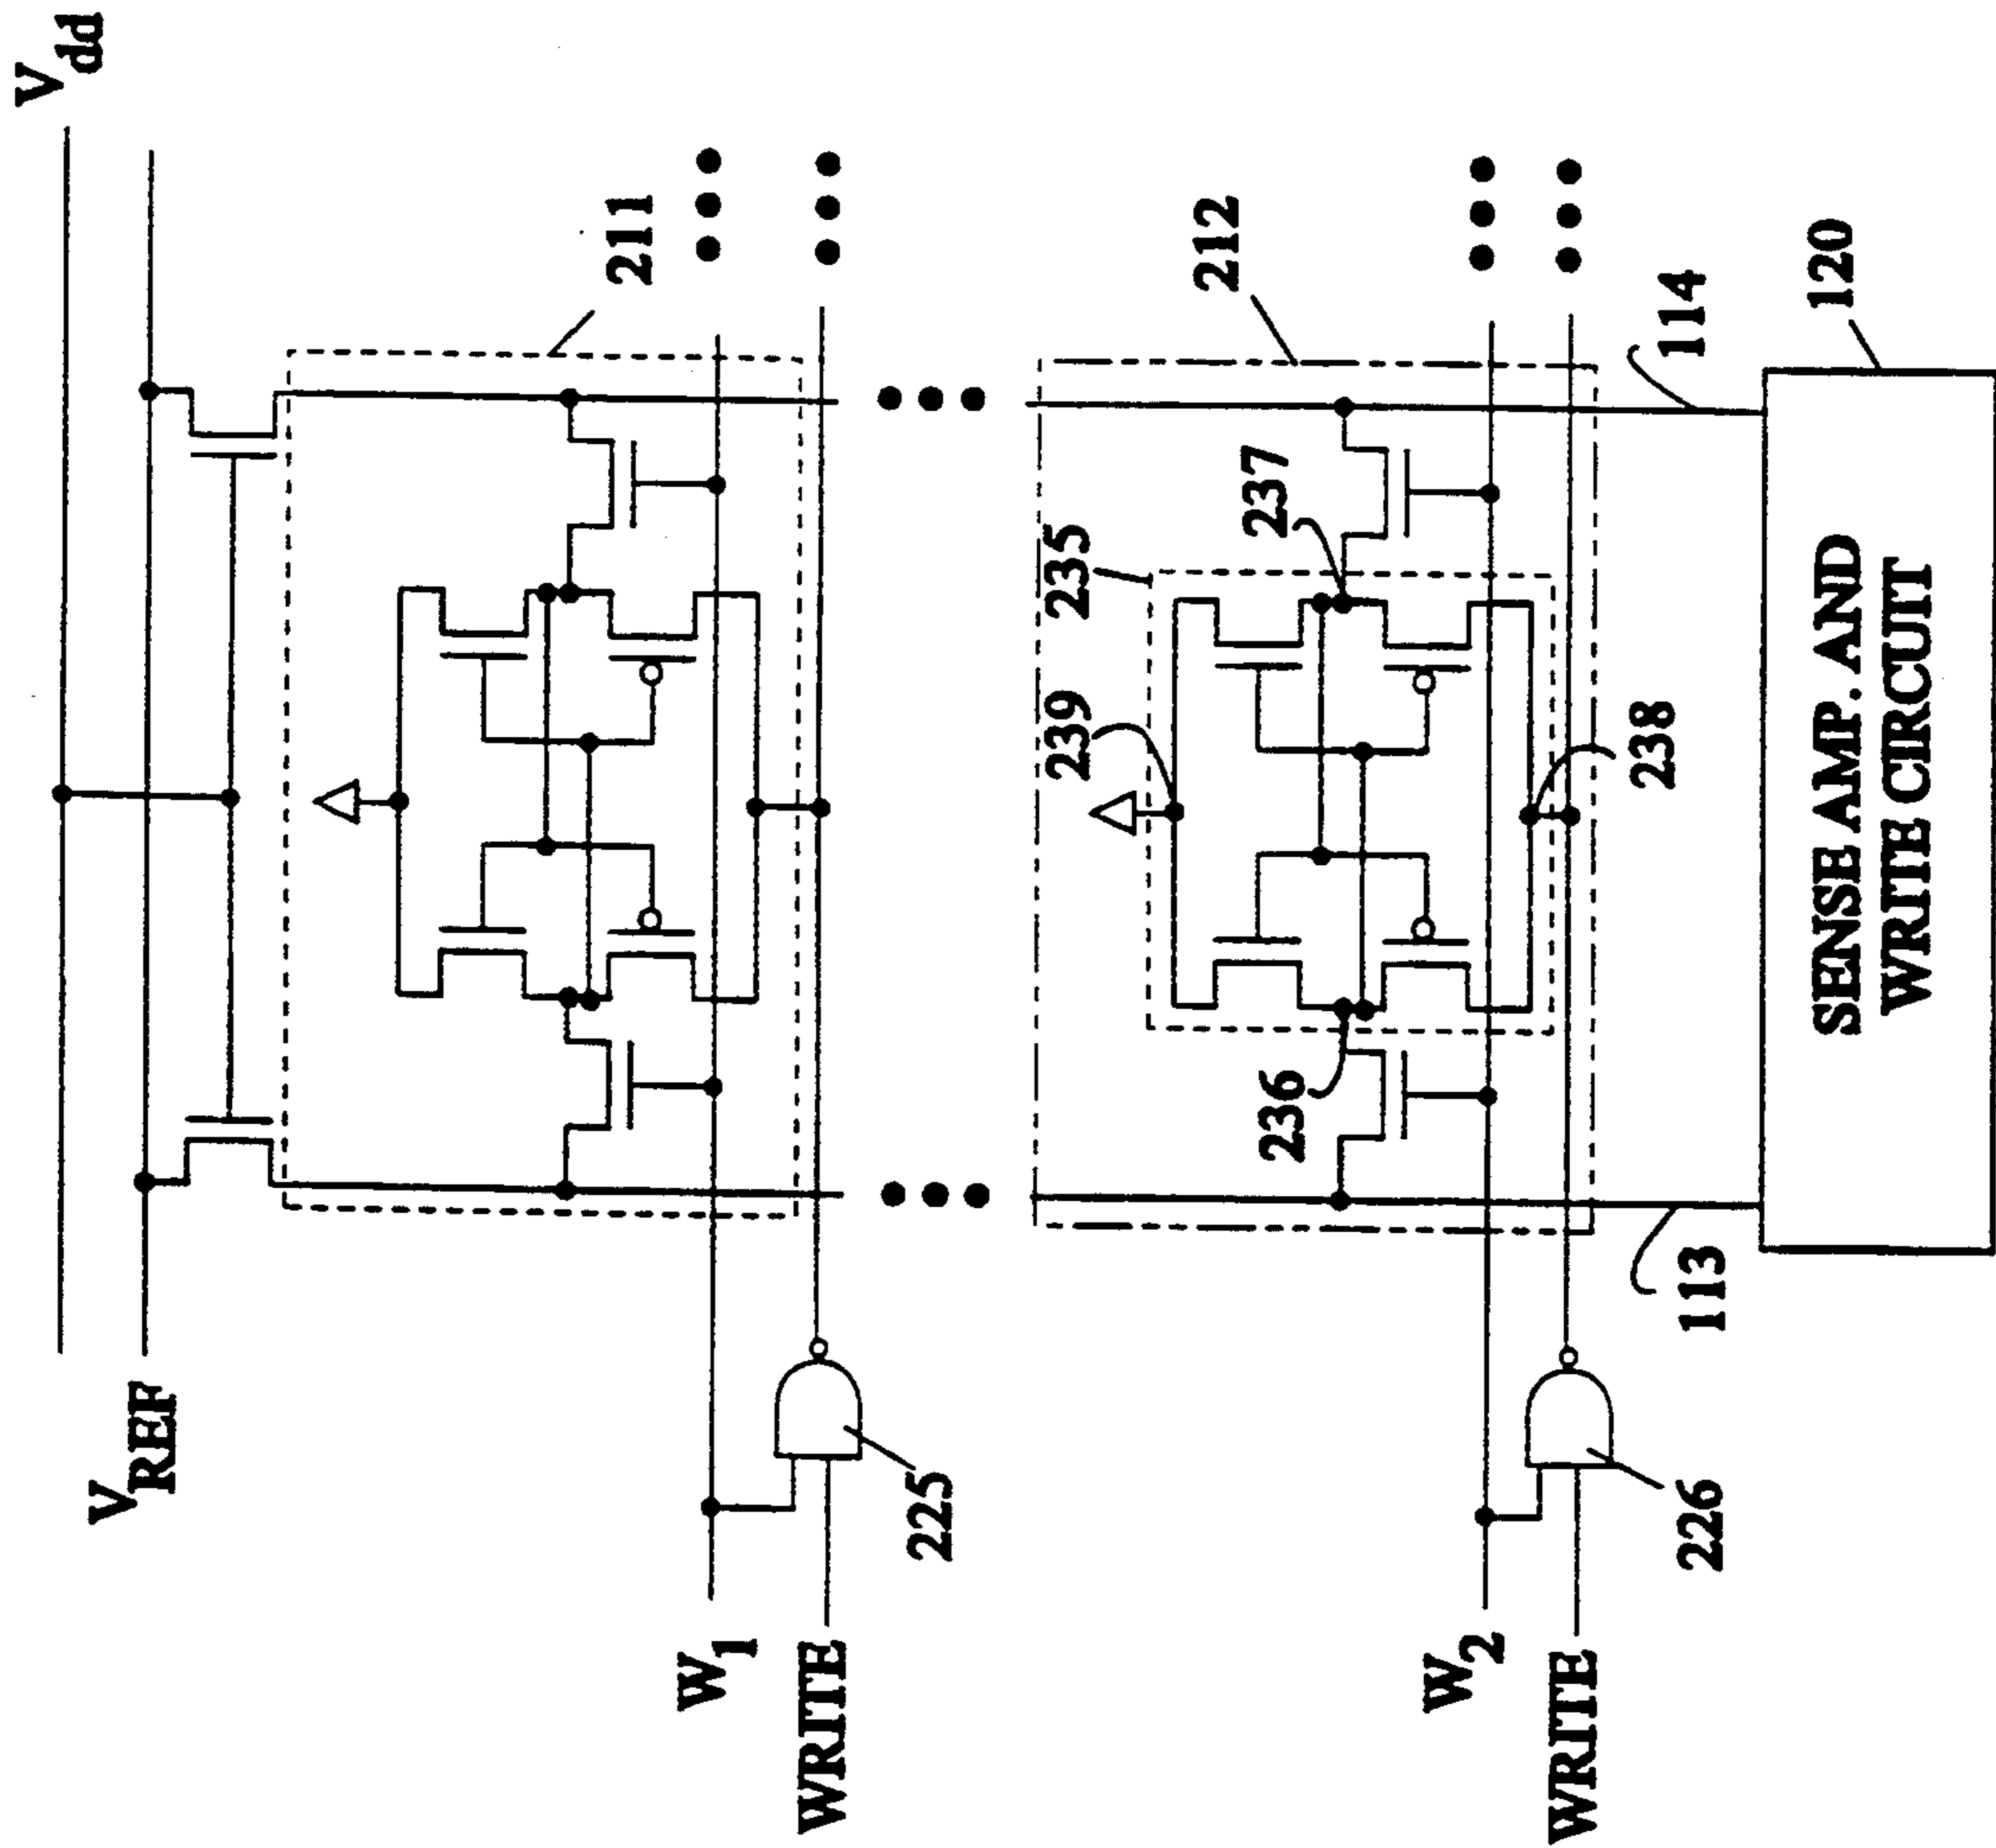 Vdd
VREF
211
W1
WRITE
225
212
235
239
237
236
238
W2
WRITE
226
113
114
120
SENSE AMP. AND
WRITE CIRCUIT